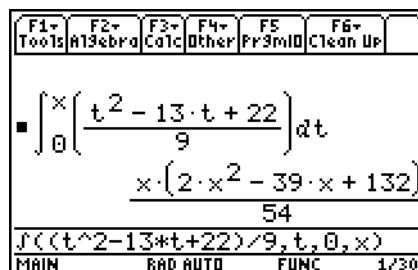 F1▾ F2▾ F3▾ F4▾ F5 F6▾
Tools Algebra Calc Other PrgmIO Clean Up
■ ∫₀ˣ((t² − 13·t + 22)/9)dt
x·(2·x² − 39·x + 132)
54
∫((t^2-13*t+22)/9,t,0,x)
MAIN RAD AUTO FUNC 1/30